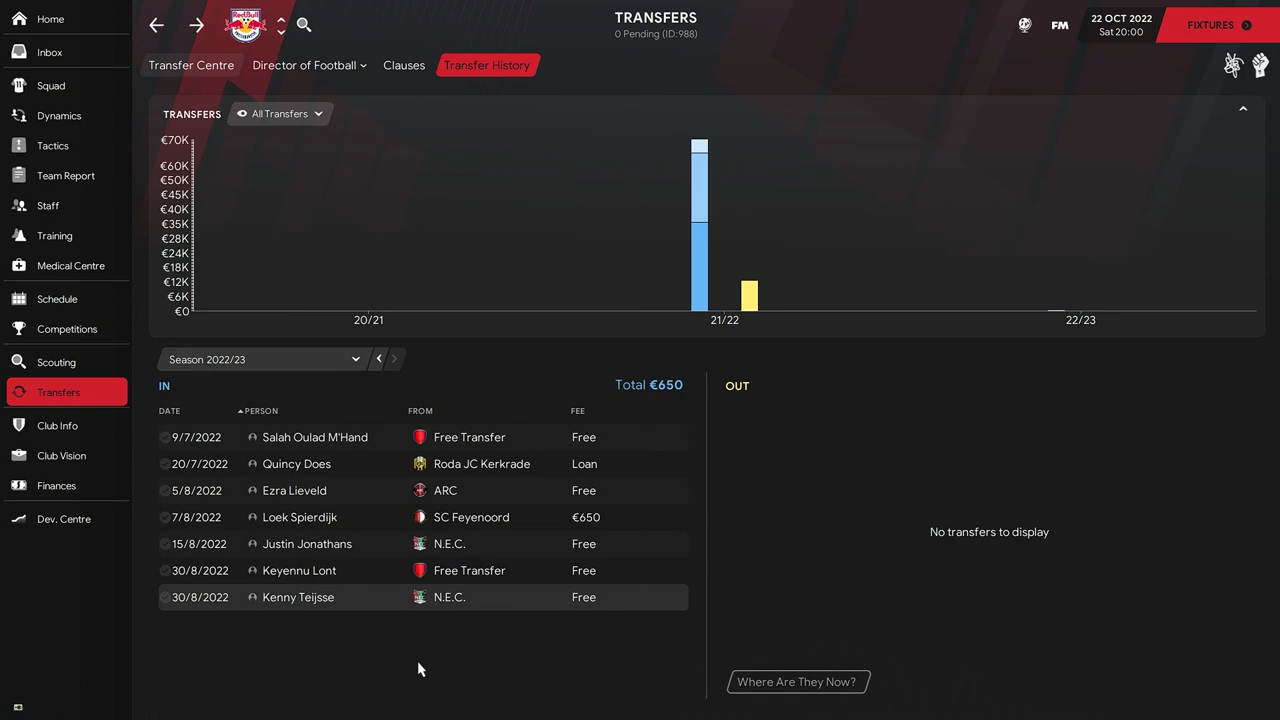 Home
Inbox
Squad
Dynamics
Tactics
Team Report
Staff
Training
Medical Centre
Schedule
Competitions
Scouting
Transfers
Club Info
Club Vision
Finances
Dev. Centre
Red Bull
TRANSFERS
0 Pending (ID:988)
FM
22 OCT 2022
Sat 20:00
FIXTURES
Transfer Centre
Director of Football
Clauses
Transfer History
TRANSFERS
All Transfers
€70K
€60K
€50K
€45K
€40K
€35K
€28K
€24K
€18K
€12K
€6K
€0
20/21
21/22
22/23
Season 2022/23
IN
Total €650
DATE PERSON FROM FEE
9/7/2022 Salah Oulad M'Hand Free Transfer Free
20/7/2022 Quincy Does Roda JC Kerkrade Loan
5/8/2022 Ezra Lieveld ARC Free
7/8/2022 Loek Spierdijk SC Feyenoord €650
15/8/2022 Justin Jonathans N.E.C. Free
30/8/2022 Keyennu Lont Free Transfer Free
30/8/2022 Kenny Teijsse N.E.C. Free
OUT
No transfers to display
Where Are They Now?